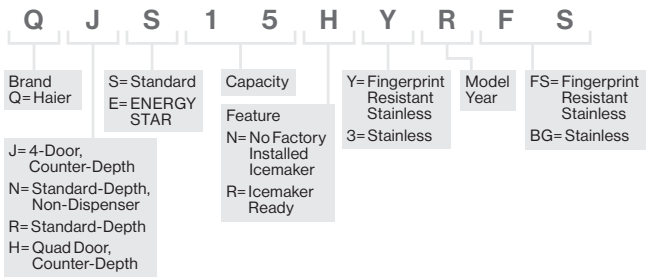 Q J S 1 5 H Y R F S
Brand
Q=Haier
J=4-Door,
Counter-Depth
N=Standard-Depth,
Non-Dispenser
R=Standard-Depth
H=Quad Door,
Counter-Depth
S=Standard
E=ENERGY
STAR
Capacity
Feature
N=No Factory
Installed
Icemaker
R=Icemaker
Ready
Y=Fingerprint
Resistant
Stainless
3=Stainless
Model
Year
FS=Fingerprint
Resistant
Stainless
BG=Stainless